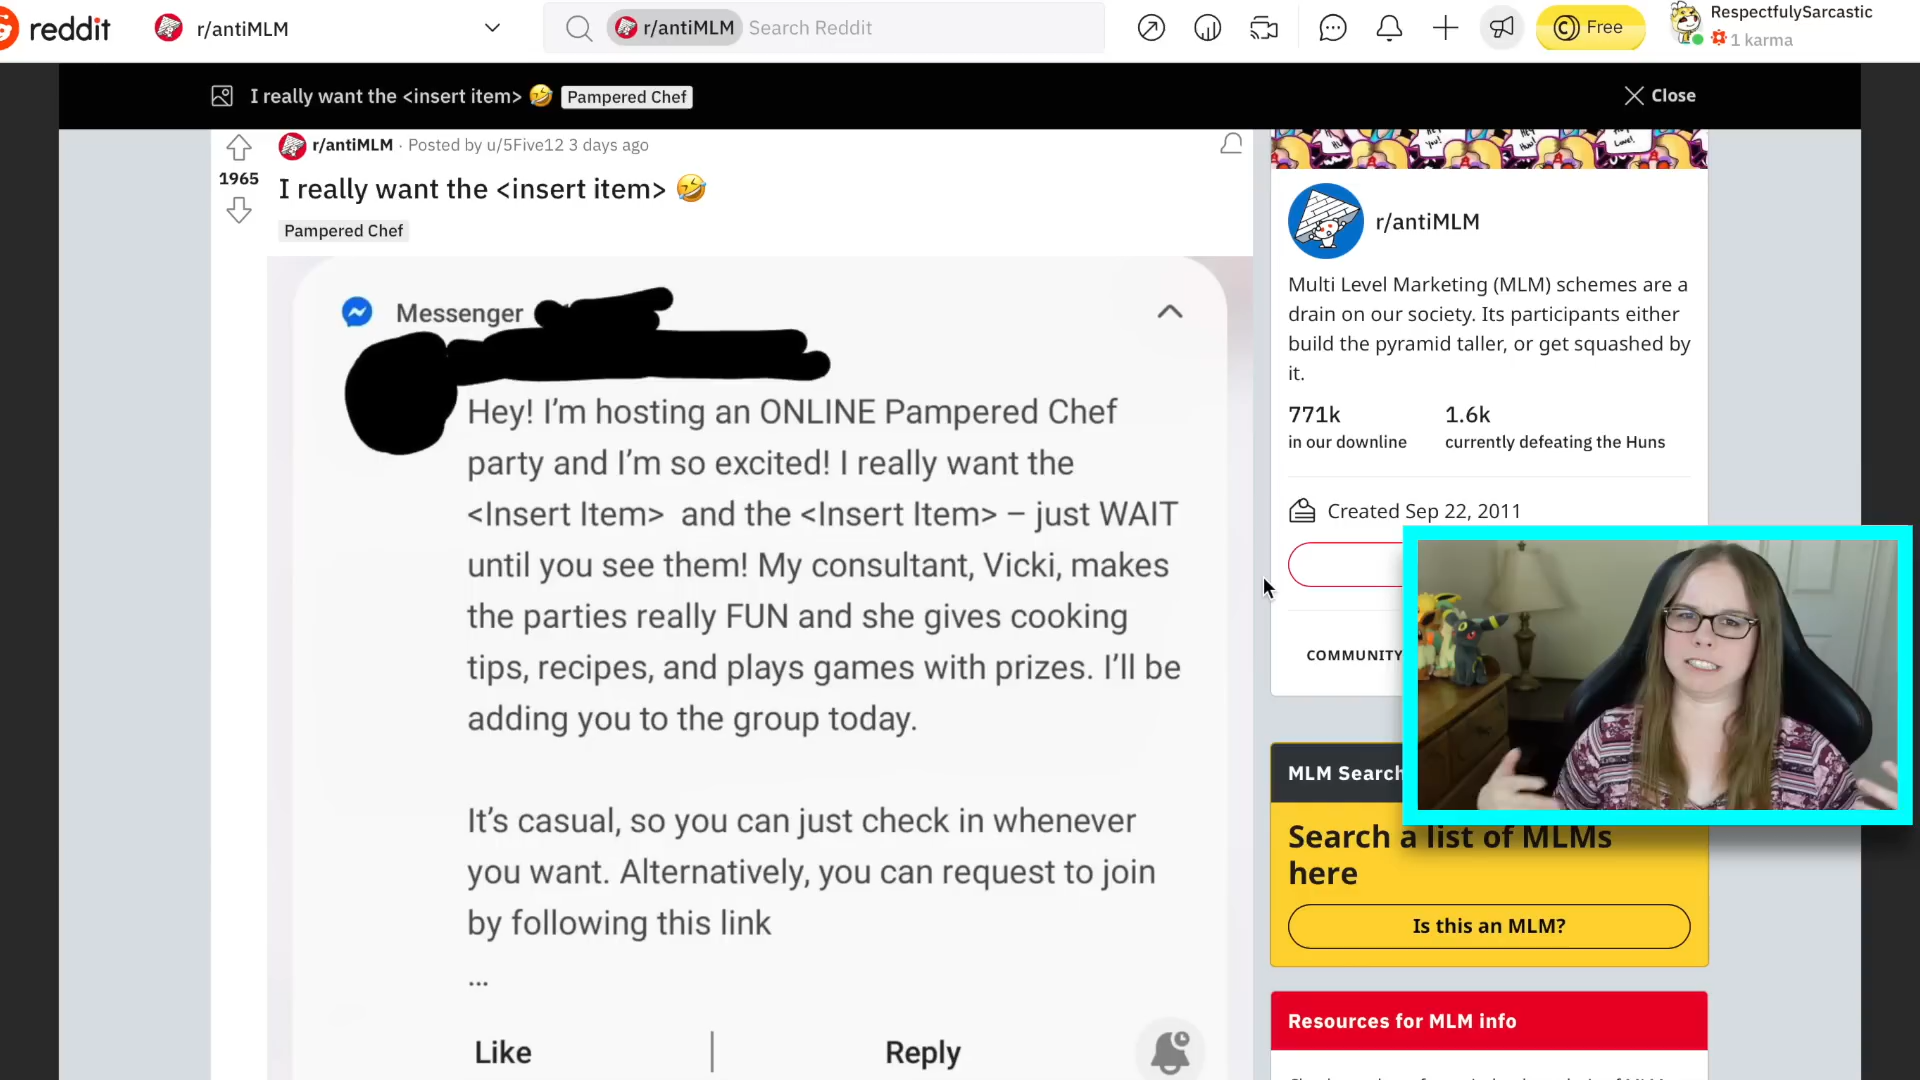 reddit
r/antiMLM
r/antiMLM Search Reddit
Free
RespectfulySarcastic
1 karma
I really want the <insert item> 🤣 Pampered Chef
Close
r/antiMLM · Posted by u/5Five12 3 days ago
1965
I really want the <insert item> 🤣
Pampered Chef
Messenger
Hey! I'm hosting an ONLINE Pampered Chef
party and I'm so excited! I really want the
<Insert Item> and the <Insert Item> – just WAIT
until you see them! My consultant, Vicki, makes
the parties really FUN and she gives cooking
tips, recipes, and plays games with prizes. I'll be
adding you to the group today.
It's casual, so you can just check in whenever
you want. Alternatively, you can request to join
by following this link
...
Like | Reply
r/antiMLM
Multi Level Marketing (MLM) schemes are a
drain on our society. Its participants either
build the pyramid taller, or get squashed by
it.
771k 1.6k
in our downline currently defeating the Huns
Created Sep 22, 2011
COMMUNITY
MLM Search
Search a list of MLMs
here
Is this an MLM?
Resources for MLM info